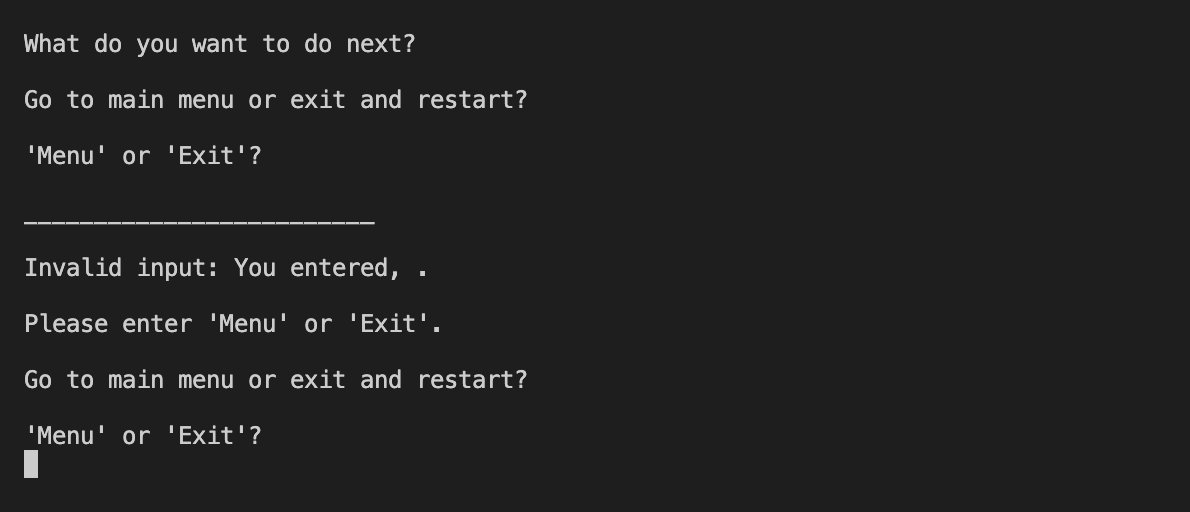 What do you want to do next?
Go to main menu or exit and restart?
'Menu' or 'Exit'?
_________________________
Invalid input: You entered, .
Please enter 'Menu' or 'Exit'.
Go to main menu or exit and restart?
'Menu' or 'Exit'?